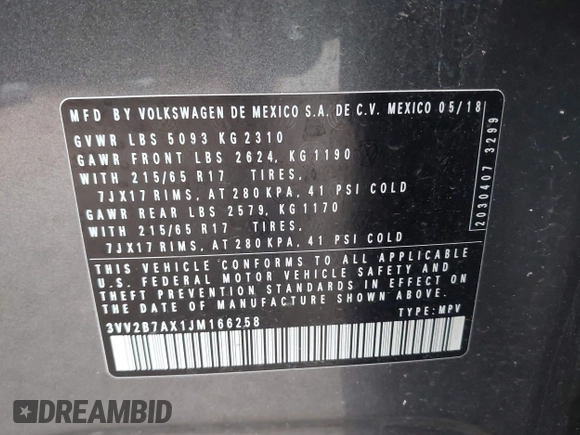 MFD BY VOLKSWAGEN DE MEXICO S.A. DE C.V. MEXICO 05/18
GVWR LBS 5093 KG 2310
GAWR FRONT LBS 2624, KG 1190
WITH 215/65 R17 TIRES,
7JX17 RIMS, AT 280 KPA, 41 PSI COLD
GAWR REAR LBS 2579, KG 1170
WITH 215/65 R17 TIRES,
7JX17 RIMS, AT 280 KPA, 41 PSI COLD
THIS VEHICLE CONFORMS TO ALL APPLICABLE
U.S. FEDERAL MOTOR VEHICLE SAFETY AND
THEFT PREVENTION STANDARDS IN EFFECT ON
THE DATE OF MANUFACTURE SHOWN ABOVE.
3VV2B7AX1JM166258 TYPE: MPV
2030407 3299
DREAMBID